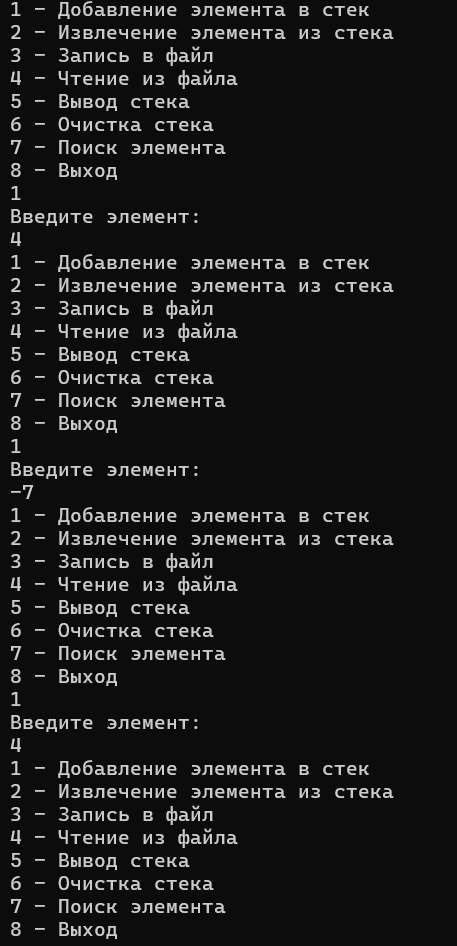 1 - Добавление элемента в стек
2 - Извлечение элемента из стека
3 - Запись в файл
4 - Чтение из файла
5 - Вывод стека
6 - Очистка стека
7 - Поиск элемента
8 - Выход
1
Введите элемент:
4
1 - Добавление элемента в стек
2 - Извлечение элемента из стека
3 - Запись в файл
4 - Чтение из файла
5 - Вывод стека
6 - Очистка стека
7 - Поиск элемента
8 - Выход
1
Введите элемент:
-7
1 - Добавление элемента в стек
2 - Извлечение элемента из стека
3 - Запись в файл
4 - Чтение из файла
5 - Вывод стека
6 - Очистка стека
7 - Поиск элемента
8 - Выход
1
Введите элемент:
4
1 - Добавление элемента в стек
2 - Извлечение элемента из стека
3 - Запись в файл
4 - Чтение из файла
5 - Вывод стека
6 - Очистка стека
7 - Поиск элемента
8 - Выход